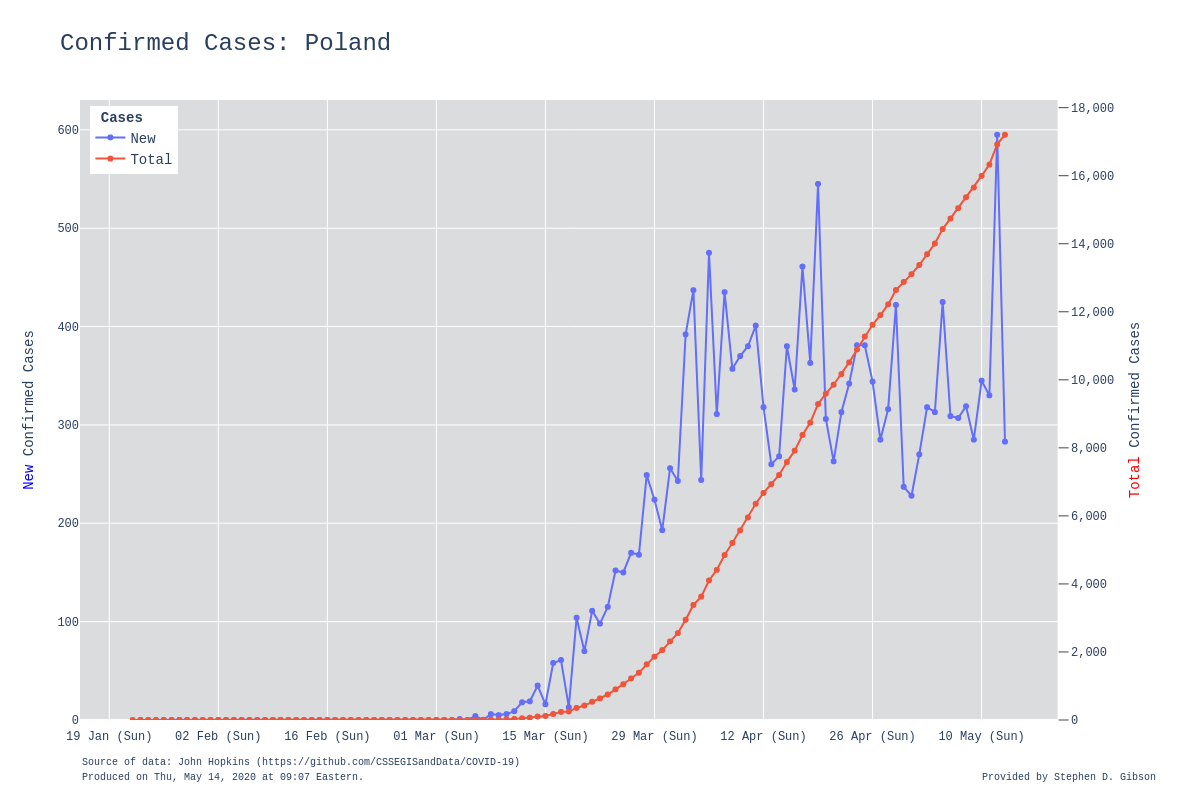 Confirmed Cases: Poland
Cases
New
Total
600
500
400
300
200
100
0
18,000
16,000
14,000
12,000
10,000
8,000
6,000
4,000
2,000
0
New Confirmed Cases
Total Confirmed Cases
19 Jan (Sun) 02 Feb (Sun) 16 Feb (Sun) 01 Mar (Sun) 15 Mar (Sun) 29 Mar (Sun) 12 Apr (Sun) 26 Apr (Sun) 10 May (Sun)
Source of data: John Hopkins (https://github.com/CSSEGISandData/COVID-19)
Produced on Thu, May 14, 2020 at 09:07 Eastern.
Provided by Stephen D. Gibson